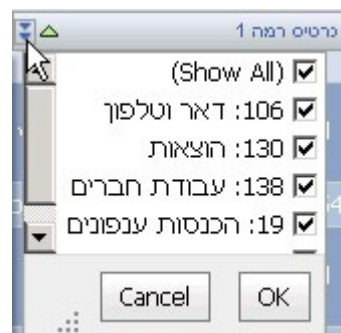 כרטיס רמה 1
(Show All)
106: דאר וטלפון
130: הוצאות
138: עבודת חברים
19: הכנסות ענפונים
Cancel
OK